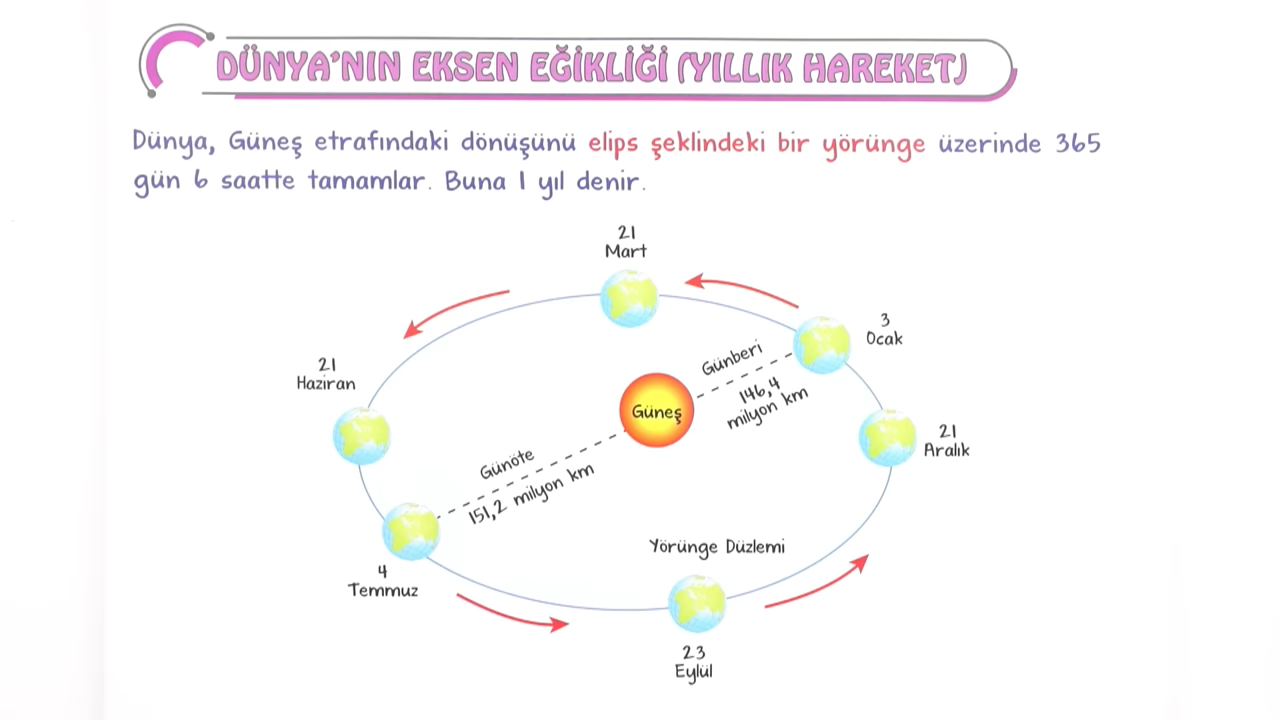 DÜNYA'NIN EKSEN EĞİKLİĞİ (YILLIK HAREKET)
Dünya, Güneş etrafındaki dönüşünü elips şeklindeki bir yörünge üzerinde 365
gün 6 saatte tamamlar. Buna 1 yıl denir.
21
Mart
3
Ocak
21
Haziran
Günberi
146,4
milyon km
Güneş
21
Aralık
Günöte
151,2 milyon km
Yörünge Düzlemi
4
Temmuz
23
Eylül